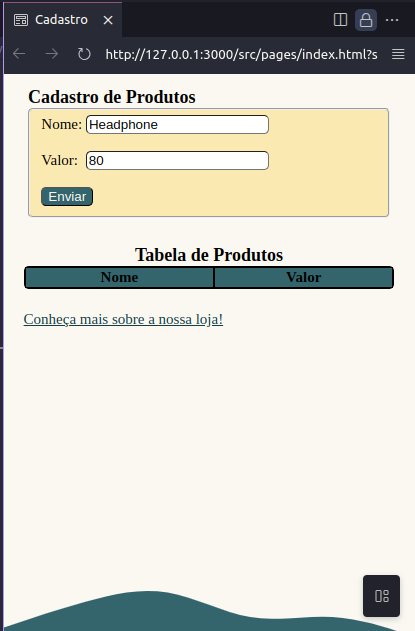 Cadastro
http://127.0.0.1:3000/src/pages/index.html?s
Cadastro de Produtos
Nome: Headphone
Valor: 80
Enviar
Tabela de Produtos
Nome Valor
Conheça mais sobre a nossa loja!